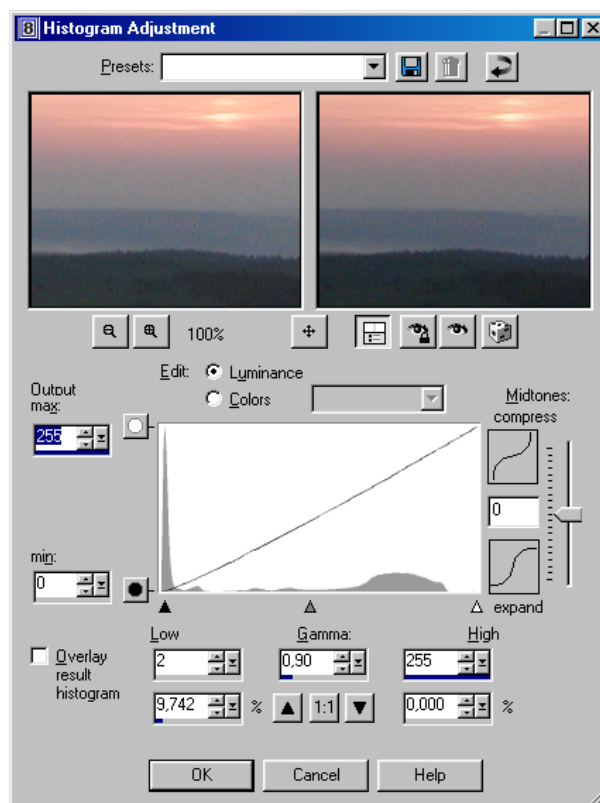 8 Histogram Adjustment
Presets:
100%
Edit: Luminance
Colors
Output max:
255
Midtones:
compress
0
min:
0
expand
Low Gamma: High
Overlay result histogram
2 0,90 255
9,742 % 1:1 0,000 %
OK Cancel Help